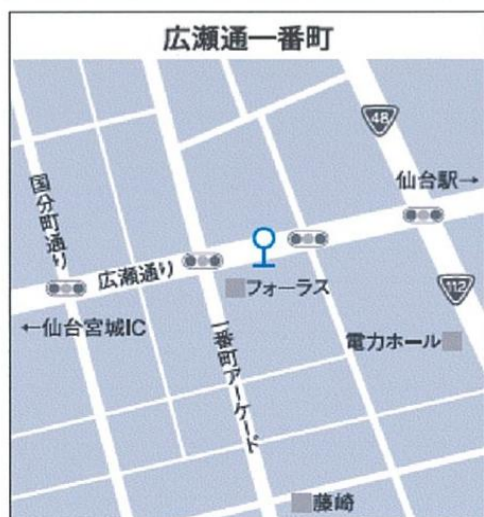 広瀬通一番町
48
仙台駅→
国分町通り
広瀬通り
フォーラス
112
←仙台宮城IC
一番町アーケード
電力ホール
藤崎